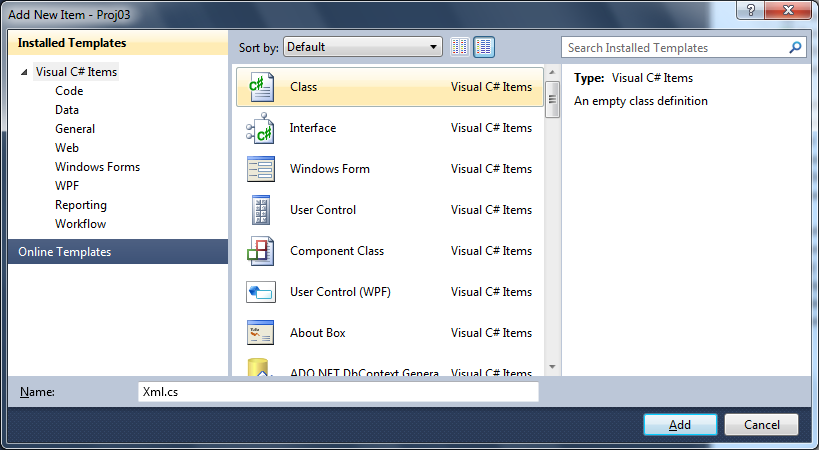 Add New Item - Proj03
?
Installed Templates
Visual C# Items
Code
Data
General
Web
Windows Forms
WPF
Reporting
Workflow
Online Templates
Sort by: Default
Class Visual C# Items
Interface Visual C# Items
Windows Form Visual C# Items
User Control Visual C# Items
Component Class Visual C# Items
User Control (WPF) Visual C# Items
About Box Visual C# Items
ADO.NET DbContext Genera... Visual C# Items
Search Installed Templates
Type: Visual C# Items
An empty class definition
Name: Xml.cs
Add Cancel